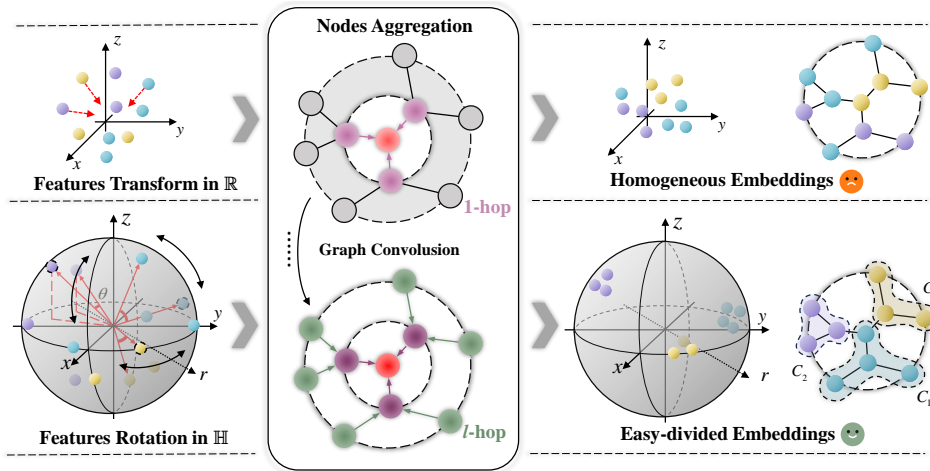 Nodes Aggregation
z
y
x
Features Transform in ℝ
1-hop
z
y
x
Homogeneous Embeddings
Graph Convolusion
z
θ
y
x
r
Features Rotation in ℍ
l-hop
z
y
x
r
C
C₂
C₁
Easy-divided Embeddings